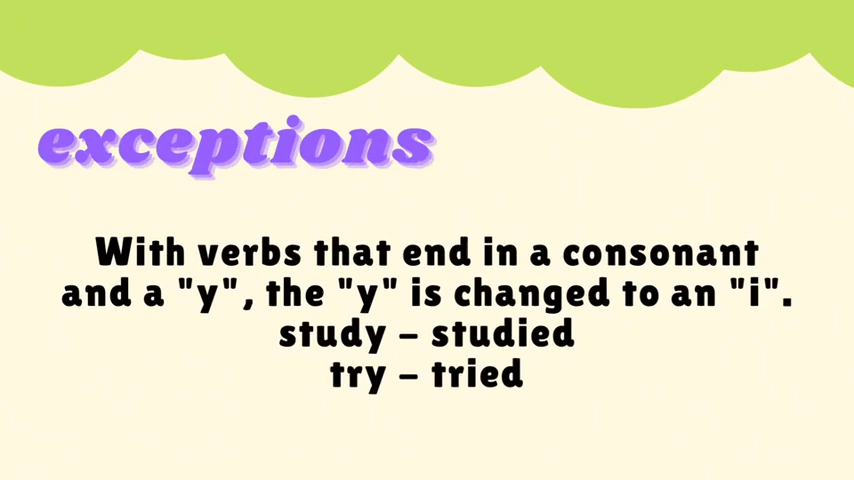 exceptions
With verbs that end in a consonant
and a "y", the "y" is changed to an "i".
study – studied
try – tried